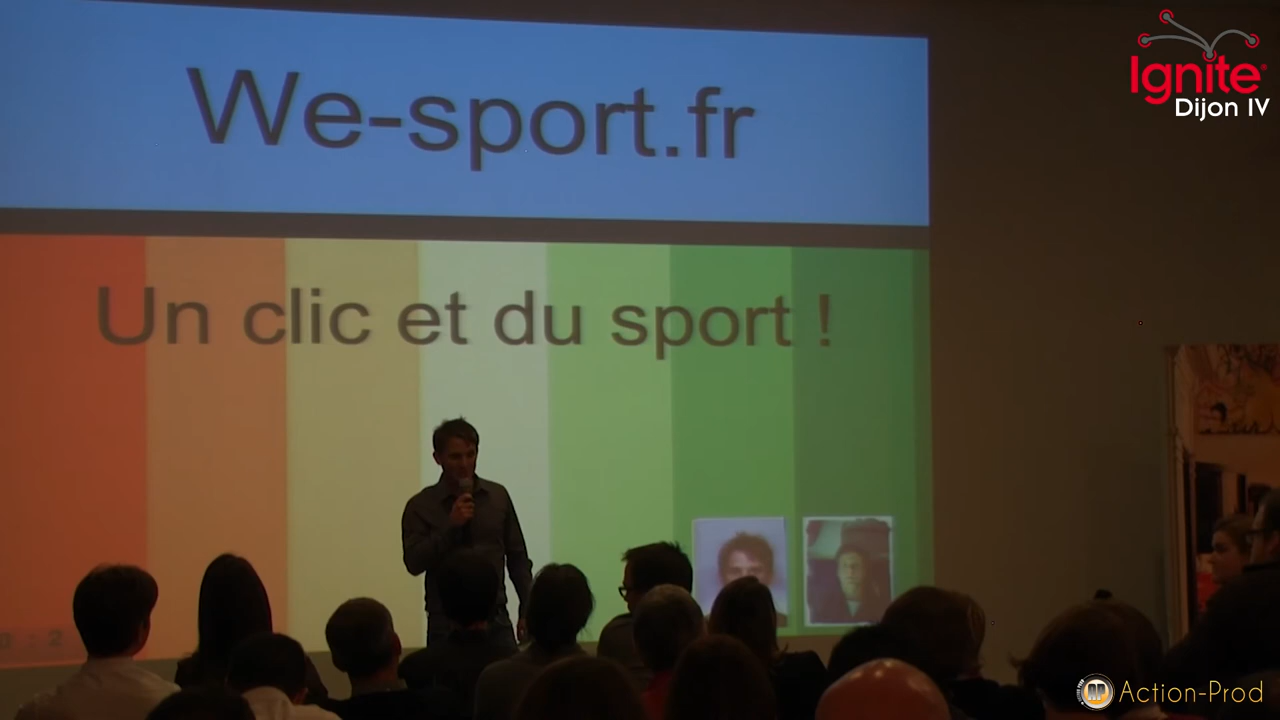 We-sport.fr
Ignite
Dijon IV
Un clic et du sport !
Action-Prod